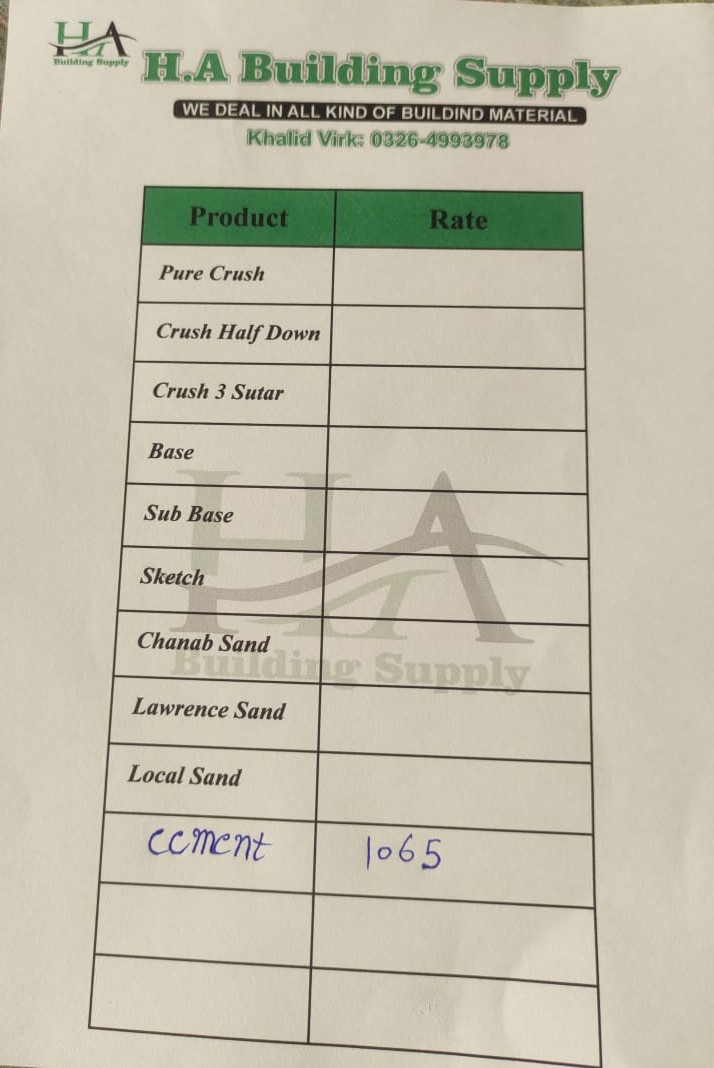 HA
Building Supply
H.A Building Supply
WE DEAL IN ALL KIND OF BUILDIND MATERIAL
Khalid Virk: 0326-4993978
Product Rate
Pure Crush
Crush Half Down
Crush 3 Sutar
Base
Sub Base
Sketch
Chanab Sand
Lawrence Sand
Local Sand
cement 1065
HA
Building Supply